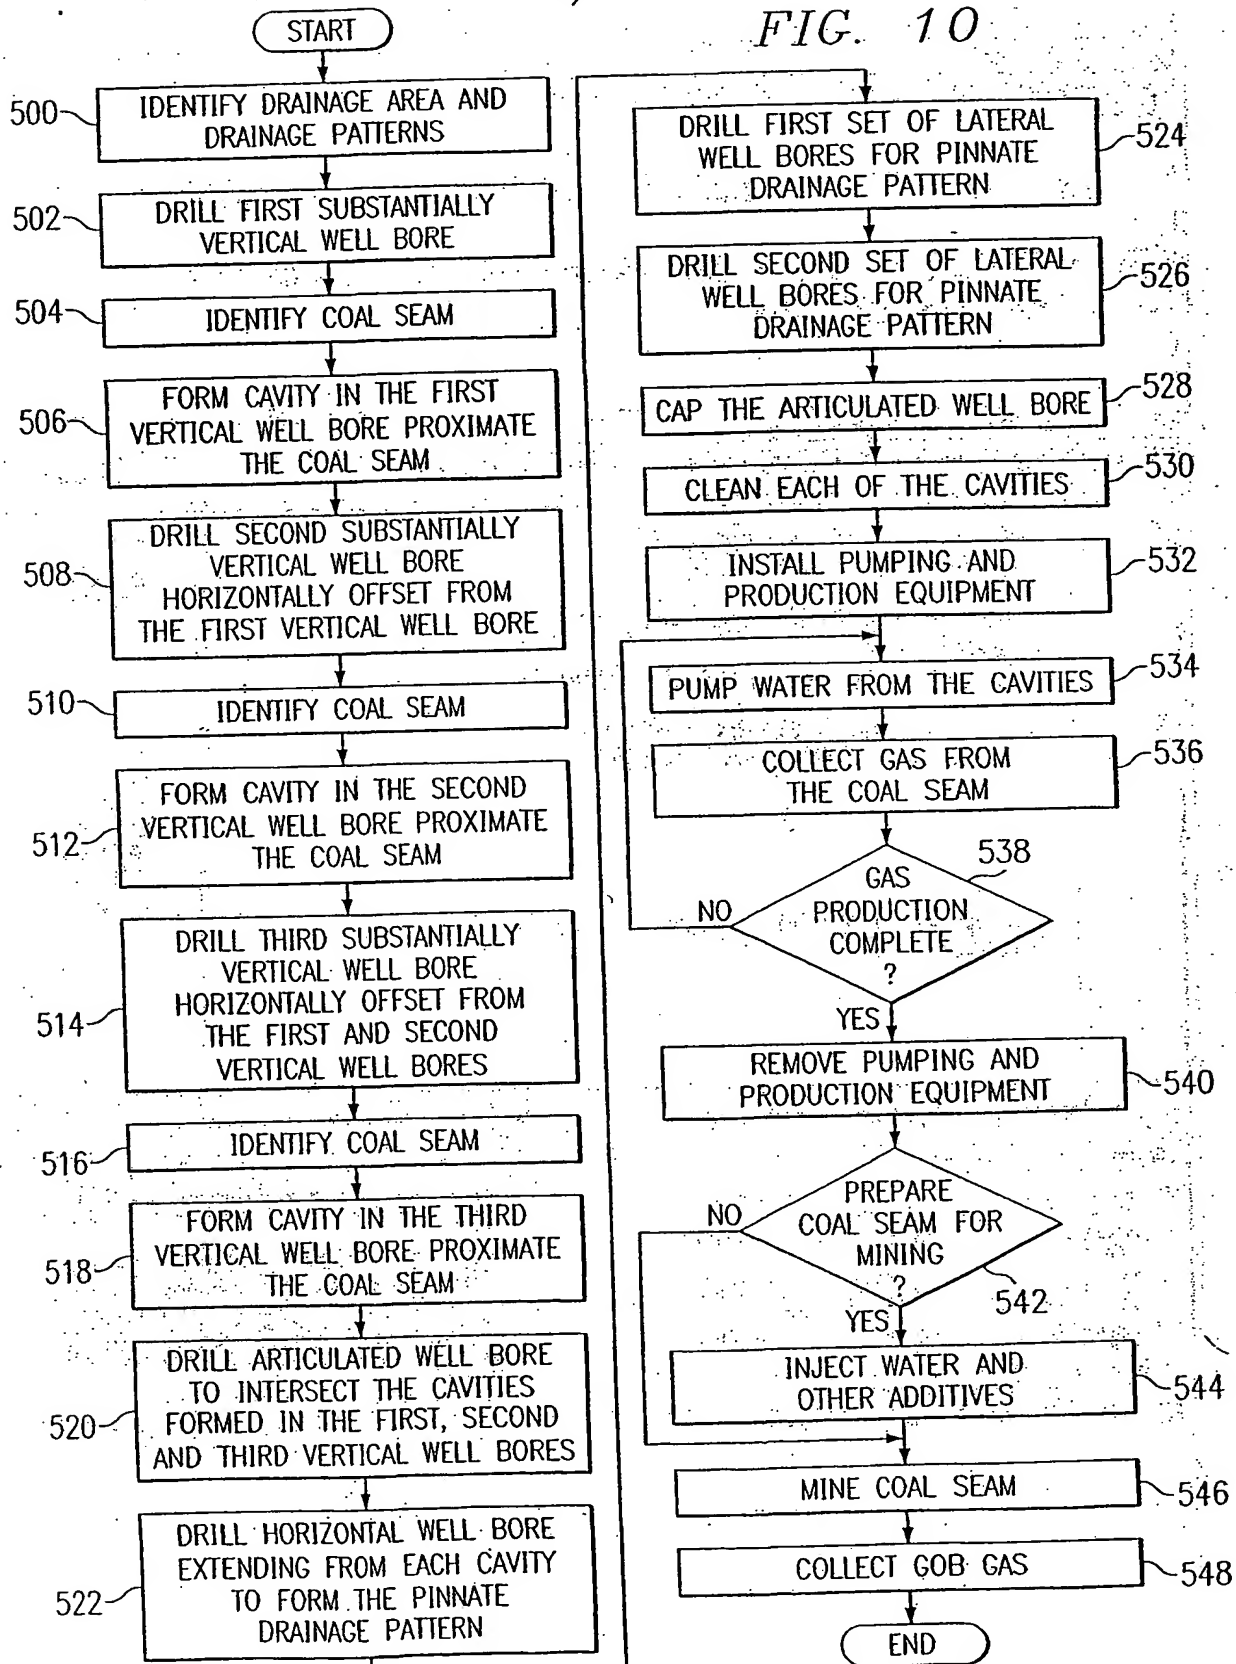 FIG. 10
START
500
IDENTIFY DRAINAGE AREA AND
DRAINAGE PATTERNS
502
DRILL FIRST SUBSTANTIALLY
VERTICAL WELL BORE
504
IDENTIFY COAL SEAM
506
FORM CAVITY IN THE FIRST
VERTICAL WELL BORE PROXIMATE
THE COAL SEAM
508
DRILL SECOND SUBSTANTIALLY
VERTICAL WELL BORE
HORIZONTALLY OFFSET FROM
THE FIRST VERTICAL WELL BORE
510
IDENTIFY COAL SEAM
512
FORM CAVITY IN THE SECOND
VERTICAL WELL BORE PROXIMATE
THE COAL SEAM
514
DRILL THIRD SUBSTANTIALLY
VERTICAL WELL BORE
HORIZONTALLY OFFSET FROM
THE FIRST AND SECOND
VERTICAL WELL BORES
516
IDENTIFY COAL SEAM
518
FORM CAVITY IN THE THIRD
VERTICAL WELL BORE PROXIMATE
THE COAL SEAM
520
DRILL ARTICULATED WELL BORE
TO INTERSECT THE CAVITIES
FORMED IN THE FIRST, SECOND
AND THIRD VERTICAL WELL BORES
522
DRILL HORIZONTAL WELL BORE
EXTENDING FROM EACH CAVITY
TO FORM THE PINNATE
DRAINAGE PATTERN
DRILL FIRST SET OF LATERAL
WELL BORES FOR PINNATE
DRAINAGE PATTERN
524
DRILL SECOND SET OF LATERAL
WELL BORES FOR PINNATE
DRAINAGE PATTERN
526
CAP THE ARTICULATED WELL BORE
528
CLEAN EACH OF THE CAVITIES
530
INSTALL PUMPING AND
PRODUCTION EQUIPMENT
532
PUMP WATER FROM THE CAVITIES
534
COLLECT GAS FROM
THE COAL SEAM
536
538
GAS
PRODUCTION
COMPLETE
?
NO
YES
REMOVE PUMPING AND
PRODUCTION EQUIPMENT
540
PREPARE
COAL SEAM FOR
MINING
?
NO
542
YES
INJECT WATER AND
OTHER ADDITIVES
544
MINE COAL SEAM
546
COLLECT GOB GAS
548
END